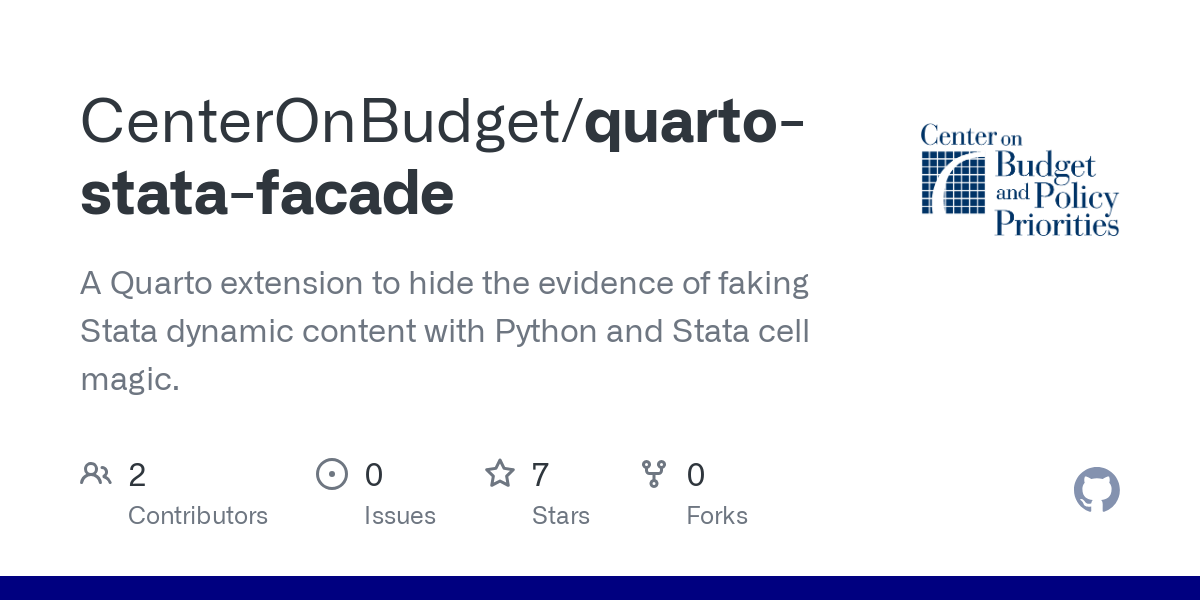 CenterOnBudget/quarto-
stata-facade
Center on
Budget
and Policy
Priorities
A Quarto extension to hide the evidence of faking
Stata dynamic content with Python and Stata cell
magic.
2
Contributors
0
Issues
7
Stars
0
Forks